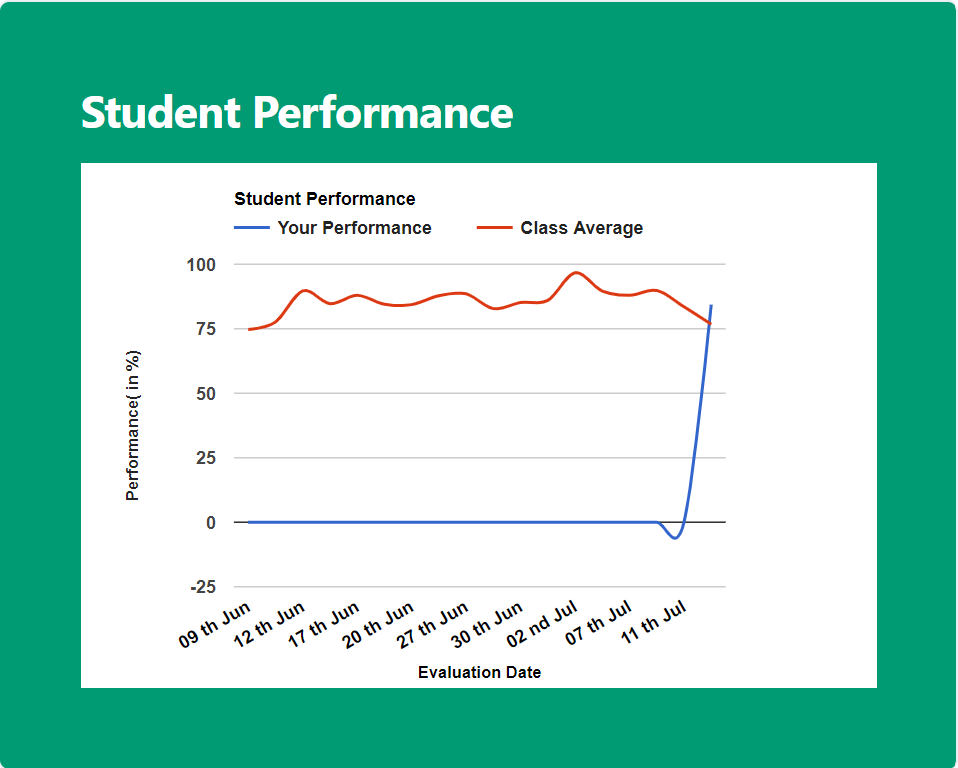 Student Performance
Student Performance
Your Performance Class Average
100
75
50
25
0
-25
Performance( in %)
09 th Jun 12 th Jun 17 th Jun 20 th Jun 27 th Jun 30 th Jun 02 nd Jul 07 th Jul 11 th Jul
Evaluation Date